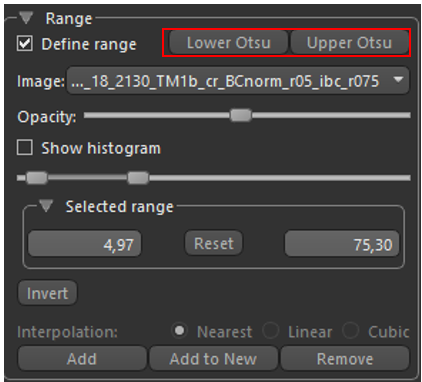 Range
Define range Lower Otsu Upper Otsu
Image: ..._18_2130_TM1b_cr_BCnorm_r05_ibc_r075
Opacity:
Show histogram
Selected range
4,97 Reset 75,30
Invert
Interpolation: Nearest Linear Cubic
Add Add to New Remove